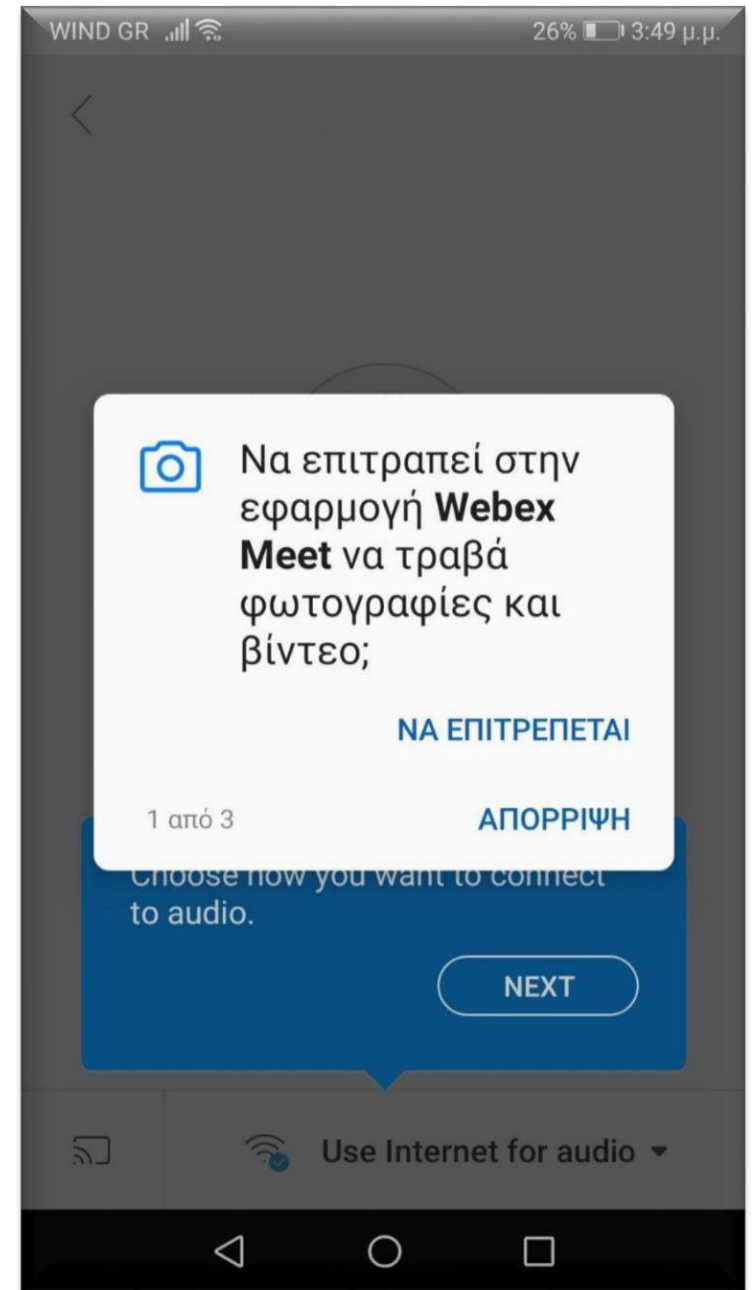 WIND GR 26% 3:49 μ.μ.
Να επιτραπεί στην
εφαρμογή Webex
Meet να τραβά
φωτογραφίες και
βίντεο;
ΝΑ ΕΠΙΤΡΕΠΕΤΑΙ
1 από 3 ΑΠΟΡΡΙΨΗ
Choose how you want to connect
to audio.
NEXT
Use Internet for audio